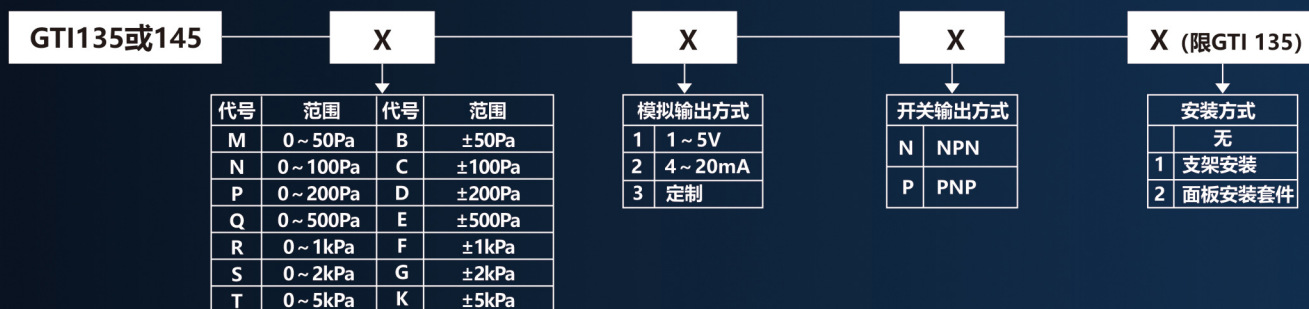 GTI135或145 X X X X (限GTI 135)
代号 范围 代号 范围
M 0~50Pa B ±50Pa
N 0~100Pa C ±100Pa
P 0~200Pa D ±200Pa
Q 0~500Pa E ±500Pa
R 0~1kPa F ±1kPa
S 0~2kPa G ±2kPa
T 0~5kPa K ±5kPa
模拟输出方式
1 1~5V
2 4~20mA
3 定制
开关输出方式
N NPN
P PNP
安装方式
无
1 支架安装
2 面板安装套件